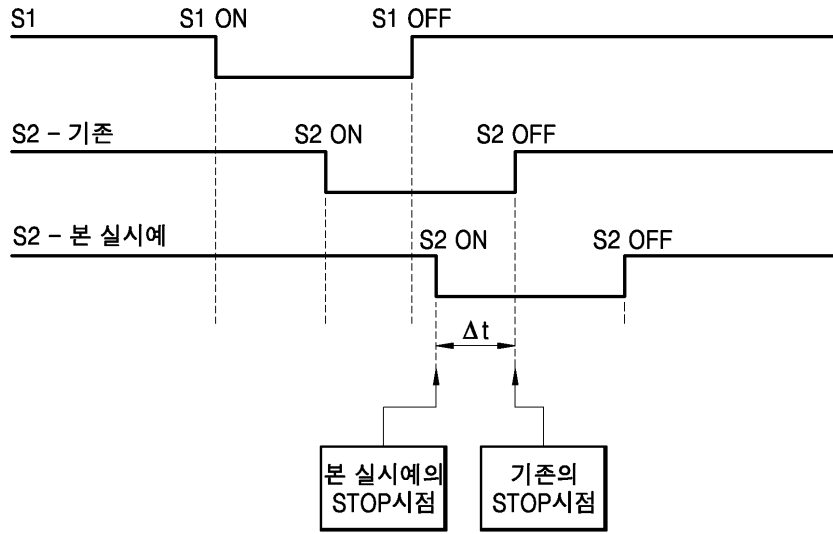 S1
S1 ON
S1 OFF
S2 – 기존
S2 ON
S2 OFF
S2 – 본 실시예
S2 ON
S2 OFF
Δt
본 실시예의
STOP시점
기존의
STOP시점